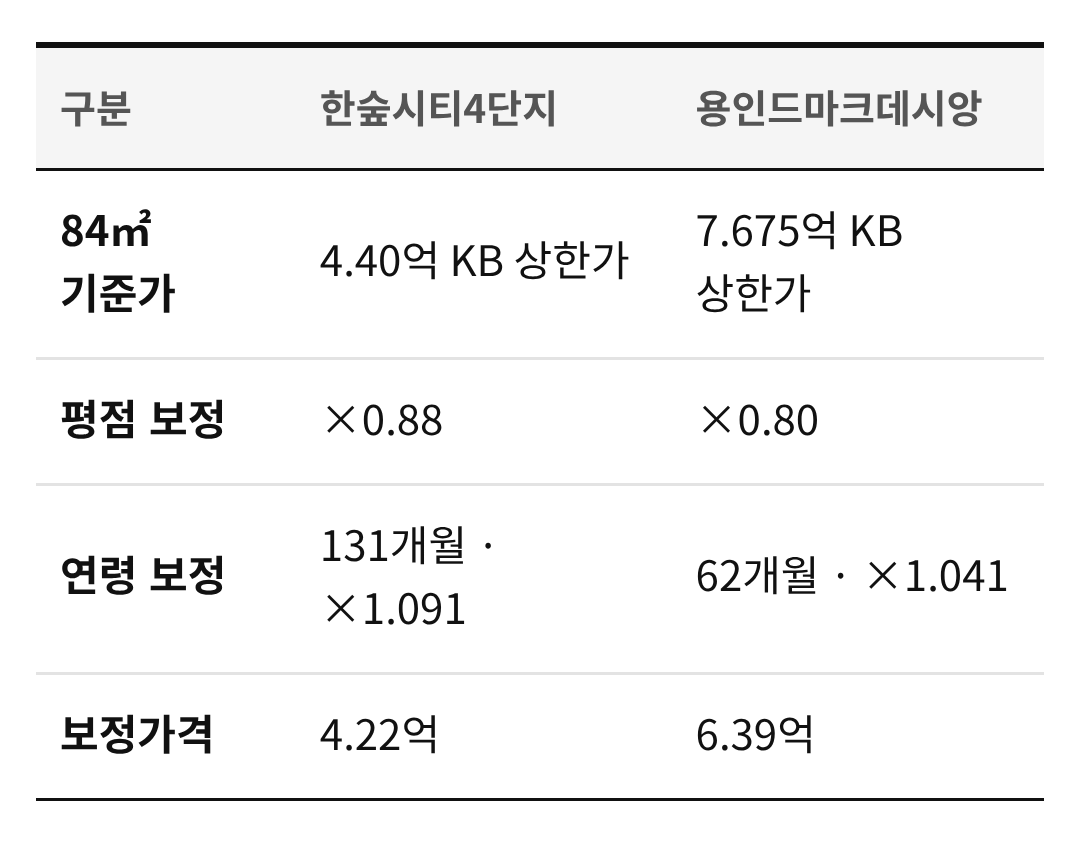 구분 한숲시티4단지 용인드마크데시앙
84㎡
기준가
4.40억 KB 상한가
7.675억 KB
상한가
평점 보정 ×0.88 ×0.80
연령 보정
131개월 ·
×1.091
62개월 · ×1.041
보정가격 4.22억 6.39억